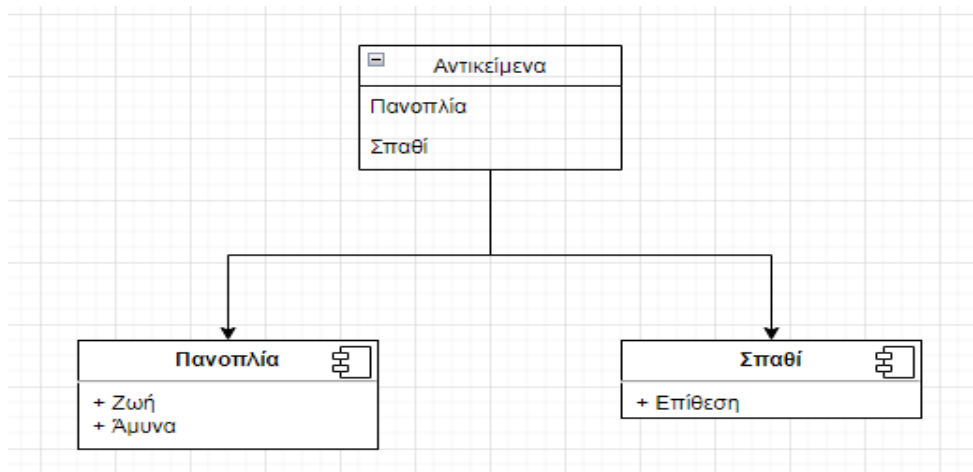 Αντικείμενα
Πανοπλία
Σπαθί
Πανοπλία
+ Ζωή
+ Άμυνα
Σπαθί
+ Επίθεση